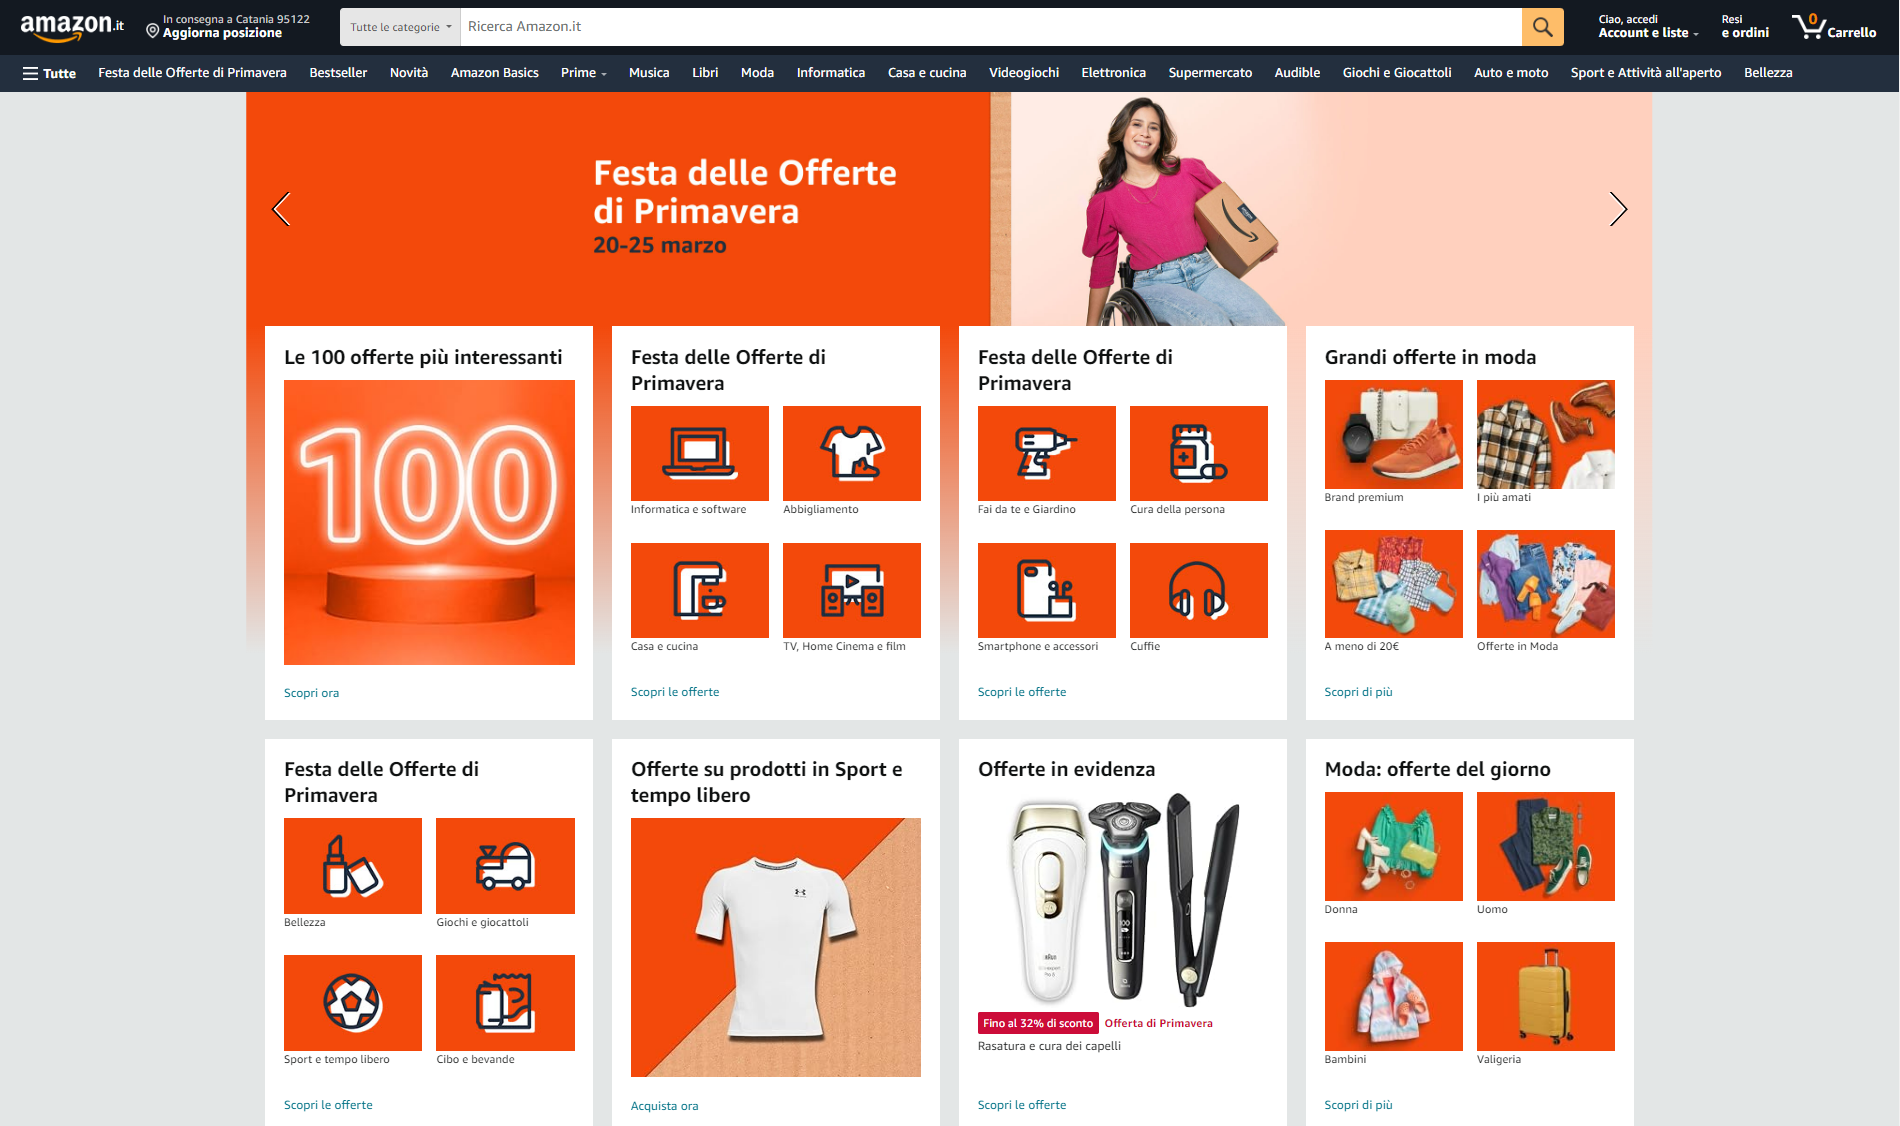 amazon.it
In consegna a Catania 95122
Aggiorna posizione
Tutte le categorie
Ricerca Amazon.it
Ciao, accedi
Account e liste
Resi
e ordini
0
Carrello
Tutte
Festa delle Offerte di Primavera
Bestseller
Novità
Amazon Basics
Prime
Musica
Libri
Moda
Informatica
Casa e cucina
Videogiochi
Elettronica
Supermercato
Audible
Giochi e Giocattoli
Auto e moto
Sport e Attività all'aperto
Bellezza
Festa delle Offerte
di Primavera
20-25 marzo
Le 100 offerte più interessanti
100
Scopri ora
Festa delle Offerte di
Primavera
Informatica e software
Abbigliamento
Casa e cucina
TV, Home Cinema e film
Scopri le offerte
Festa delle Offerte di
Primavera
Fai da te e Giardino
Cura della persona
Smartphone e accessori
Cuffie
Scopri le offerte
Grandi offerte in moda
Brand premium
I più amati
A meno di 20€
Offerte in Moda
Scopri di più
Festa delle Offerte di
Primavera
Bellezza
Giochi e giocattoli
Sport e tempo libero
Cibo e bevande
Scopri le offerte
Offerte su prodotti in Sport e
tempo libero
Acquista ora
Offerte in evidenza
BRAUN
100
Fino al 32% di sconto
Offerta di Primavera
Rasatura e cura dei capelli
Scopri le offerte
Moda: offerte del giorno
Donna
Uomo
Bambini
Valigeria
Scopri di più